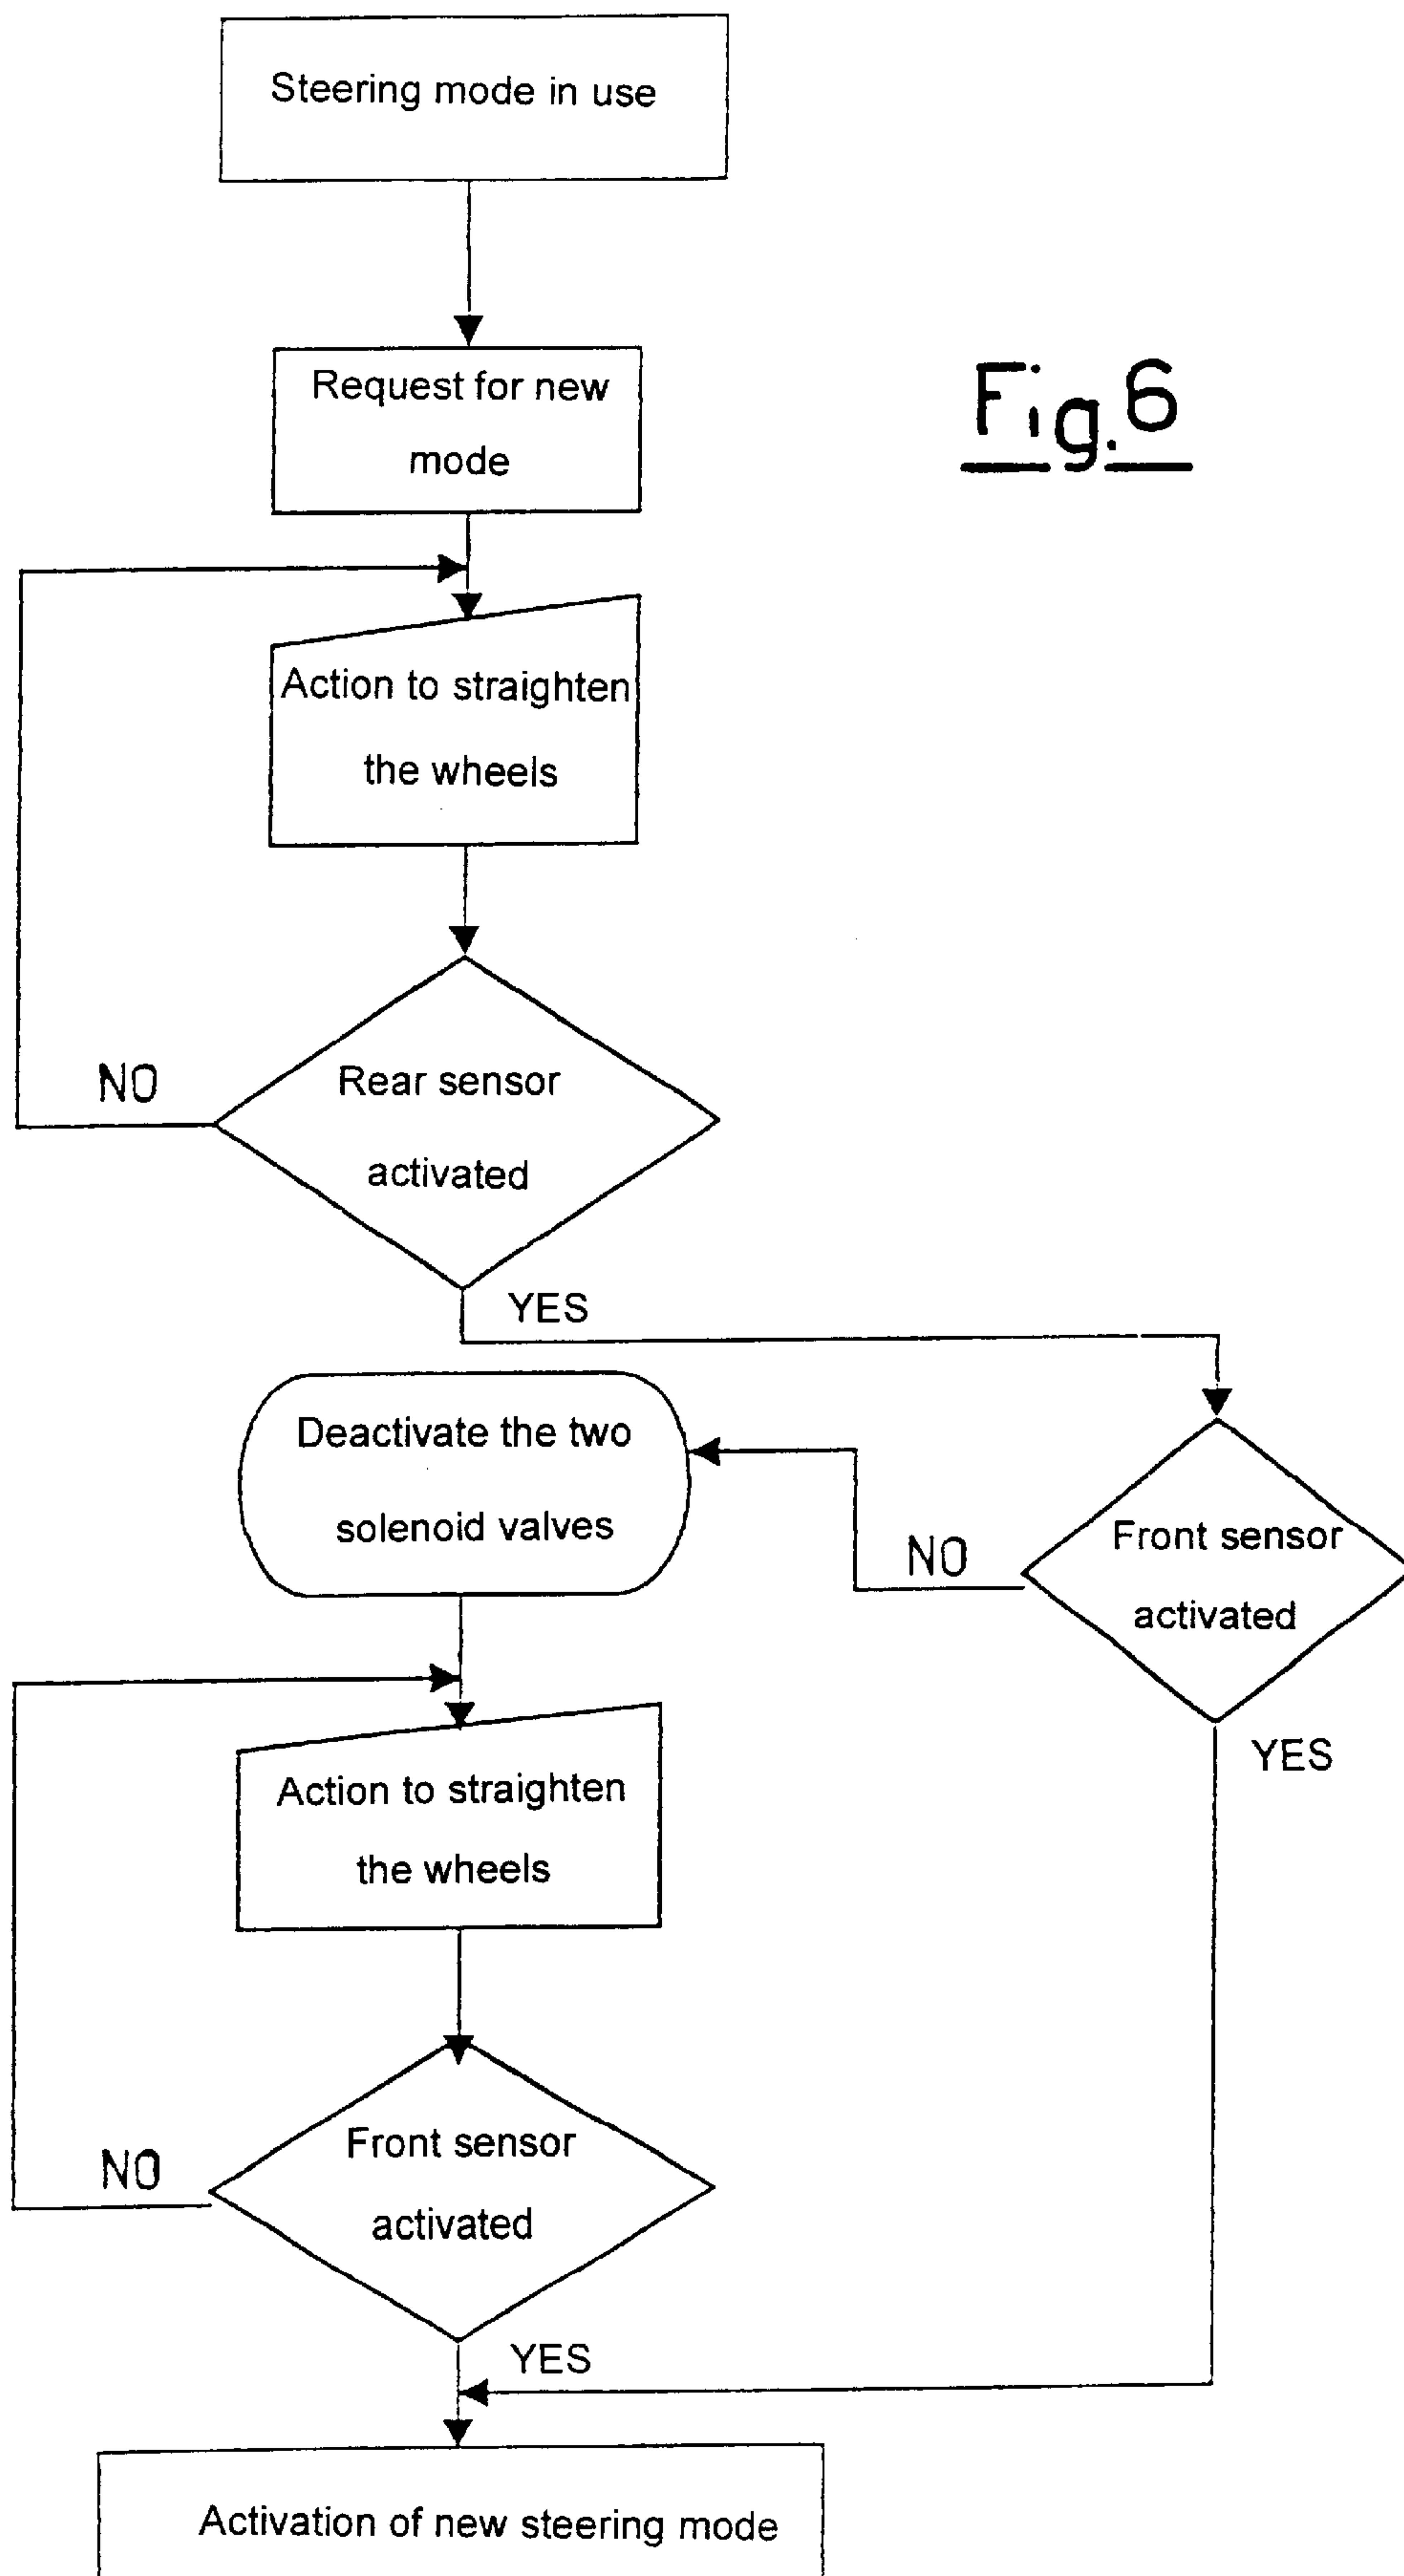 Steering mode in use
Fig.6
Request for new
mode
Action to straighten
the wheels
NO
Rear sensor
activated
YES
Deactivate the two
solenoid valves
NO
Front sensor
activated
YES
Action to straighten
the wheels
NO
Front sensor
activated
YES
Activation of new steering mode